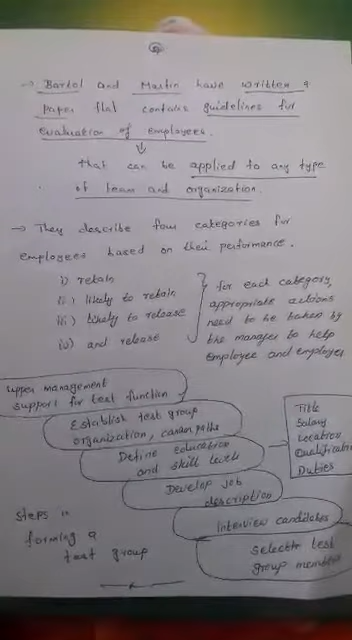 → Bartol and Martin have written a
paper that contains guidelines for
evaluation of employees.
↓
that can be applied to any type
of team and organization.
→ They describe four categories for
employees based on their performance.
i) retain
ii) likely to retain
iii) likely to release
iv) and release
for each category,
appropriate actions
need to be taken by
the manager to help
employee and employer
upper management
support for test function
Establish test group
organization, career paths
Define education
and skill levels
Title
Salary
Location
Qualification
Duties
Develop job
description
Interview candidates
Select test
group members
Steps in
forming a
test group